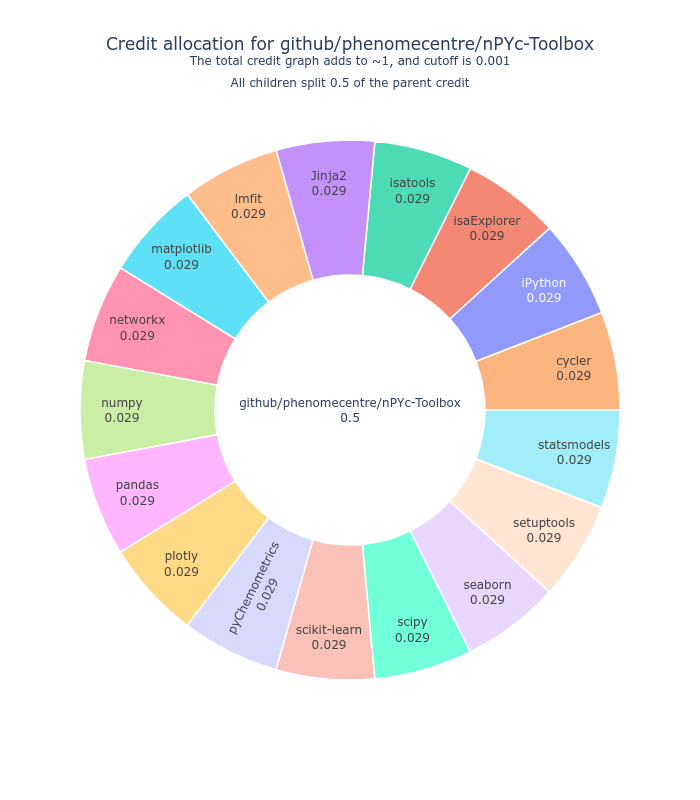 Credit allocation for github/phenomecentre/nPYc-Toolbox
The total credit graph adds to ~1, and cutoff is 0.001
All children split 0.5 of the parent credit
Jinja2
0.029
isatools
0.029
isaExplorer
0.029
iPython
0.029
cycler
0.029
statsmodels
0.029
setuptools
0.029
seaborn
0.029
scipy
0.029
scikit-learn
0.029
pyChemometrics
0.029
plotly
0.029
pandas
0.029
numpy
0.029
networkx
0.029
matplotlib
0.029
lmfit
0.029
github/phenomecentre/nPYc-Toolbox
0.5